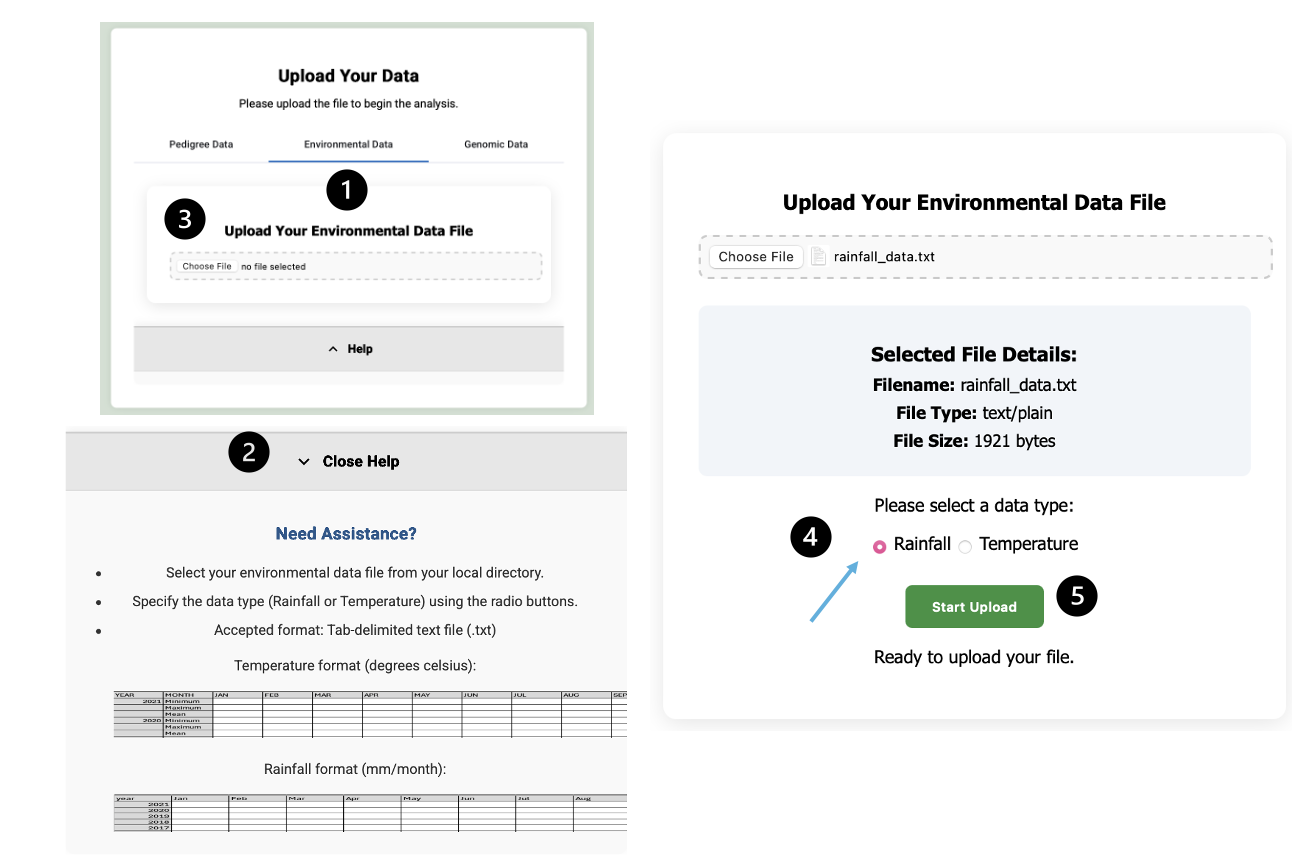 Upload Your Data
Please upload the file to begin the analysis.
Pedigree Data Environmental Data Genomic Data
1
3
Upload Your Environmental Data File
Choose File no file selected
Help
2
Close Help
Need Assistance?
• Select your environmental data file from your local directory.
• Specify the data type (Rainfall or Temperature) using the radio buttons.
• Accepted format: Tab-delimited text file (.txt)
Temperature format (degrees celsius):
YEAR MONTH JAN FEB MAR APR MAY JUN JUL AUG SEP
2021 Minimum
Maximum
Mean
2020 Minimum
Maximum
Mean
Rainfall format (mm/month):
year Jan Feb Mar Apr May Jun Jul Aug
2021
2020
2019
2018
2017
Upload Your Environmental Data File
Choose File rainfall_data.txt
Selected File Details:
Filename: rainfall_data.txt
File Type: text/plain
File Size: 1921 bytes
Please select a data type:
4
Rainfall Temperature
Start Upload
5
Ready to upload your file.